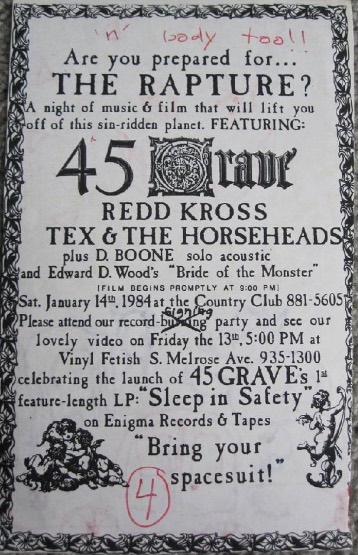 'n' body too!!
Are you prepared for...
THE RAPTURE?
A night of music & film that will lift you
off of this sin-ridden planet. FEATURING:
45 Grave
REDD KROSS
TEX & THE HORSEHEADS
plus D. BOONE solo acoustic
and Edward D. Wood's "Bride of the Monster"
[FILM BEGINS PROMPTLY AT 9:00 PM]
Sat. January 14th, 1984 at the Country Club 881-5605
signing
Please attend our record-burning party and see our
lovely video on Friday the 13th, 5:00 PM at
Vinyl Fetish S. Melrose Ave. 935-1300
celebrating the launch of 45 GRAVE's 1st
feature-length LP: "Sleep in Safety"
on Enigma Records & Tapes
"Bring your
spacesuit!"
4